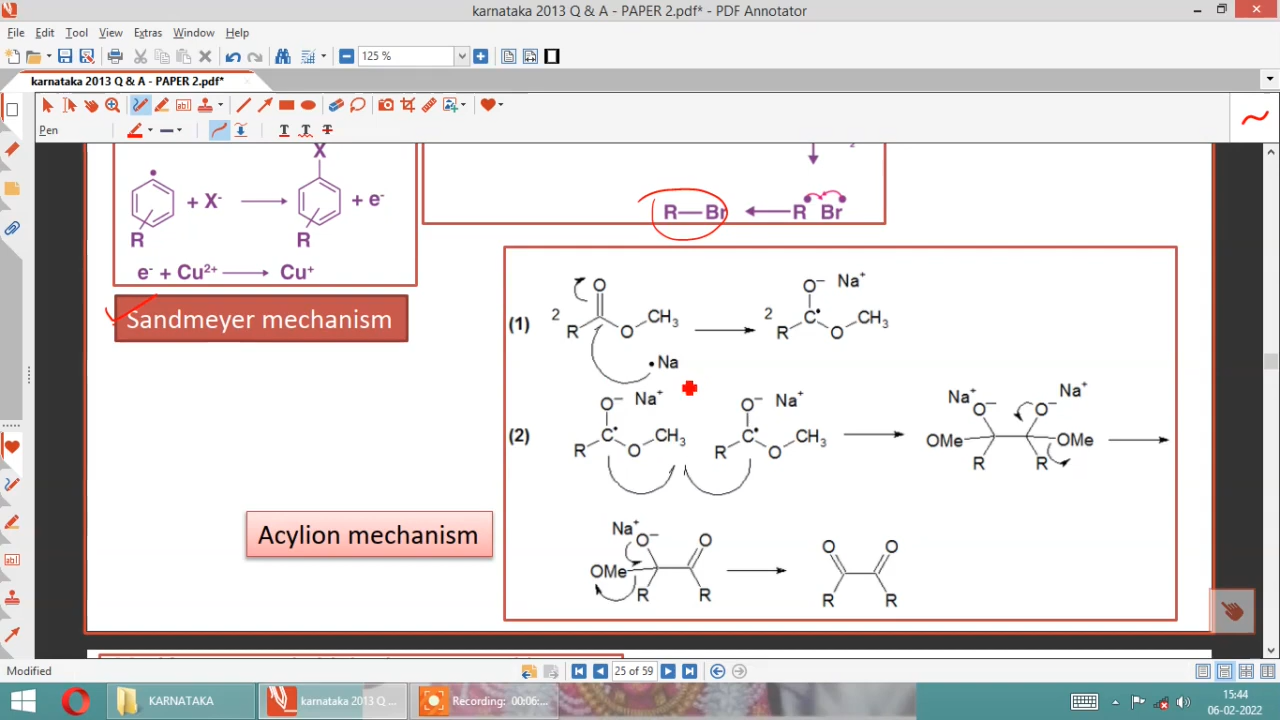 karnataka 2013 Q & A - PAPER 2.pdf* - PDF Annotator
File Edit Tool View Extras Window Help
125 %
karnataka 2013 Q & A - PAPER 2.pdf*
Pen
X
+ X- + e-
R R
e- + Cu2+ Cu+
Sandmeyer mechanism
2
R—Br R Br
(1) 2 O R O CH3 Na 2 O− Na+ C R O CH3
(2) O− Na+ C R O CH3 O− Na+ C R O CH3 Na+ O− O− Na+ OMe OMe R R
Na+ O− O OMe R R O O R R
Acylion mechanism
Modified
25 of 59
KARNATAKA
karnataka 2013 Q ...
Recording: 00:06:...
15:44
06-02-2022